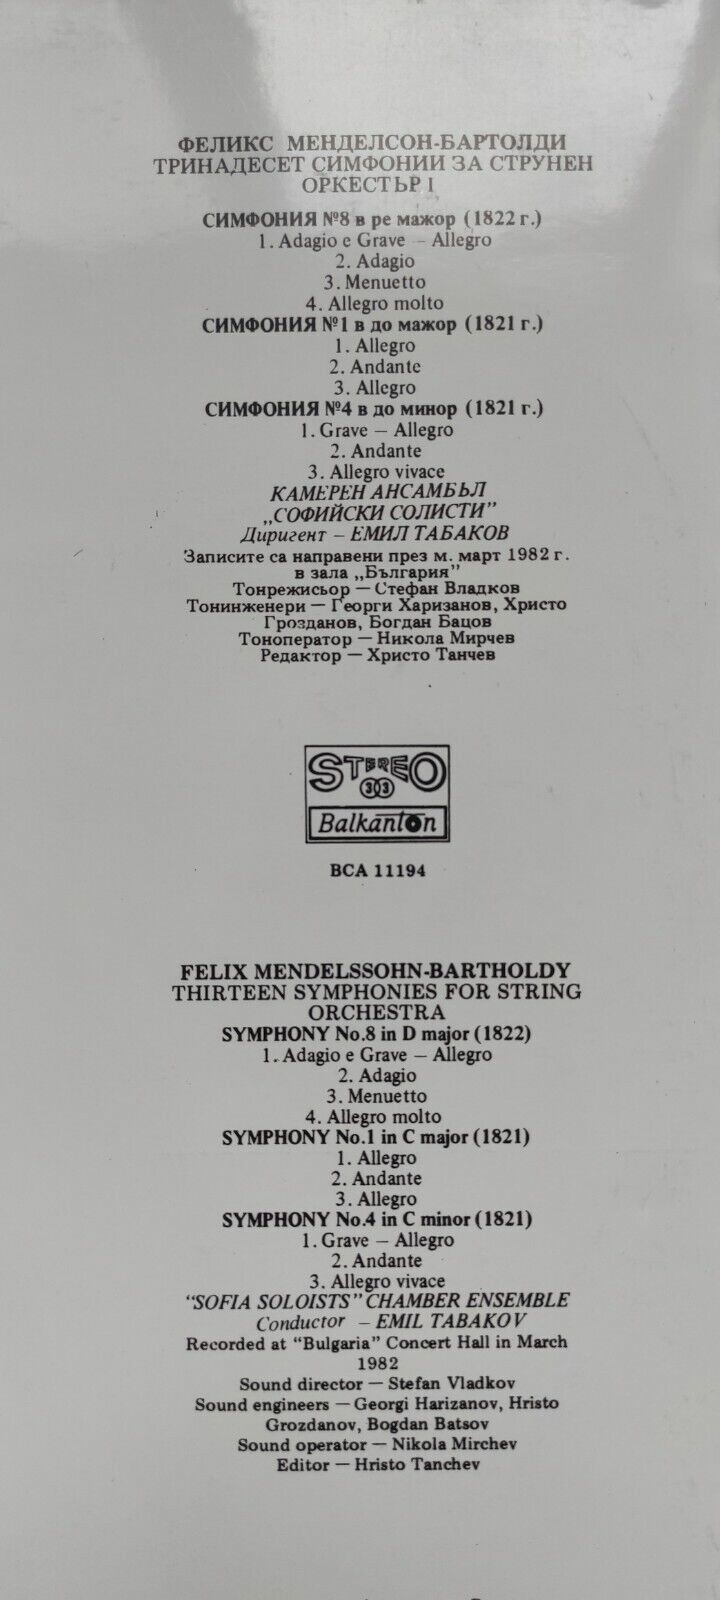 ФЕЛИКС МЕНДЕЛСОН-БАРТОЛДИ
ТРИНАДЕСЕТ СИМФОНИИ ЗА СТРУНЕН
ОРКЕСТЪР I
СИМФОНИЯ №8 в ре мажор (1822 г.)
1. Adagio e Grave – Allegro
2. Adagio
3. Menuetto
4. Allegro molto
СИМФОНИЯ №1 в до мажор (1821 г.)
1. Allegro
2. Andante
3. Allegro
СИМФОНИЯ №4 в до минор (1821 г.)
1. Grave – Allegro
2. Andante
3. Allegro vivace
КАМЕРЕН АНСАМБЪЛ
„СОФИЙСКИ СОЛИСТИ”
Диригент – ЕМИЛ ТАБАКОВ
Записите са направени през м. март 1982 г.
в зала „България”
Тонрежисьор — Стефан Владков
Тонинженери — Георги Харизанов, Христо
Грозданов, Богдан Бацов
Тоноператор — Никола Мирчев
Редактор — Христо Танчев
STEREO
33
Balkanton
ВСА 11194
FELIX MENDELSSOHN-BARTHOLDY
THIRTEEN SYMPHONIES FOR STRING
ORCHESTRA
SYMPHONY No.8 in D major (1822)
1. Adagio e Grave – Allegro
2. Adagio
3. Menuetto
4. Allegro molto
SYMPHONY No.1 in C major (1821)
1. Allegro
2. Andante
3. Allegro
SYMPHONY No.4 in C minor (1821)
1. Grave – Allegro
2. Andante
3. Allegro vivace
“SOFIA SOLOISTS” CHAMBER ENSEMBLE
Conductor – EMIL TABAKOV
Recorded at “Bulgaria” Concert Hall in March
1982
Sound director — Stefan Vladkov
Sound engineers — Georgi Harizanov, Hristo
Grozdanov, Bogdan Batsov
Sound operator — Nikola Mirchev
Editor — Hristo Tanchev